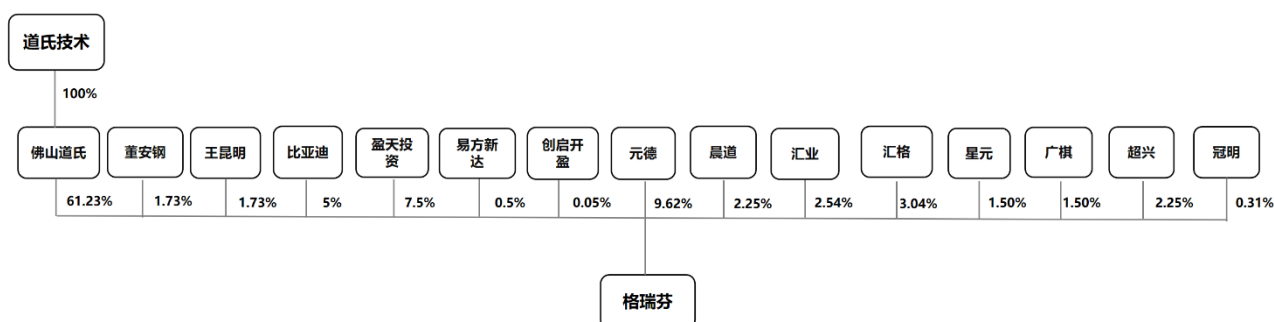 道氏技术
100%
佛山道氏
董安钢
王昆明
比亚迪
盈天投
资
易方新
达
创启开
盈
元德
晨道
汇业
汇格
星元
广棋
超兴
冠明
61.23%
1.73%
1.73%
5%
7.5%
0.5%
0.05%
9.62%
2.25%
2.54%
3.04%
1.50%
1.50%
2.25%
0.31%
格瑞芬